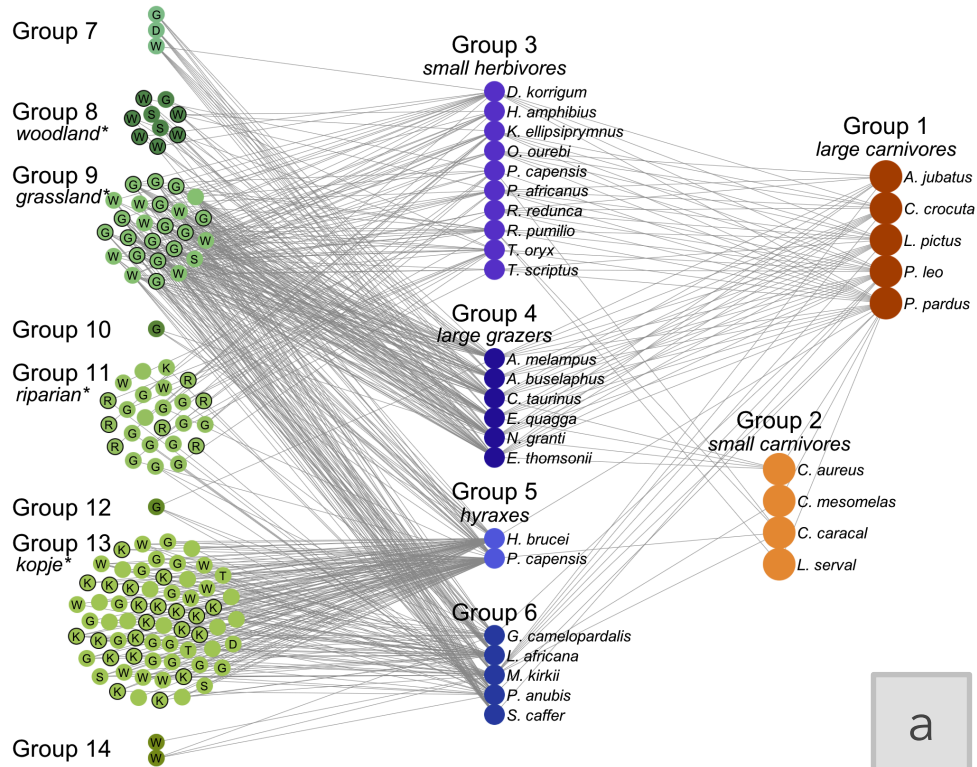 Group 7
G
D
W
Group 8
woodland*
W G
W S W
S
W W
W
Group 9
grassland*
G G G
W W G W G
G W G G
G G G G G W
W G G S
W G W
Group 10
G
Group 11
riparian*
K
W G W R
R G G G G R
R G R G G
R G G G R
G G G
Group 12
G
Group 13
kopje*
K W G
W G G G W T
K K K K G W W
W G K K K K K
G K K K K
K K G K G G T D
G K K G G G G G
S W W W K S
K K
Group 14
W
W
Group 3
small herbivores
D. korrigum
H. amphibius
K. ellipsiprymnus
O. ourebi
P. capensis
P. africanus
R. redunca
R. pumilio
T. oryx
T. scriptus
Group 4
large grazers
A. melampus
A. buselaphus
C. taurinus
E. quagga
N. granti
E. thomsonii
Group 5
hyraxes
H. brucei
P. capensis
Group 6
G. camelopardalis
L. africana
M. kirkii
P. anubis
S. caffer
Group 1
large carnivores
A. jubatus
C. crocuta
L. pictus
P. leo
P. pardus
Group 2
small carnivores
C. aureus
C. mesomelas
C. caracal
L. serval
a